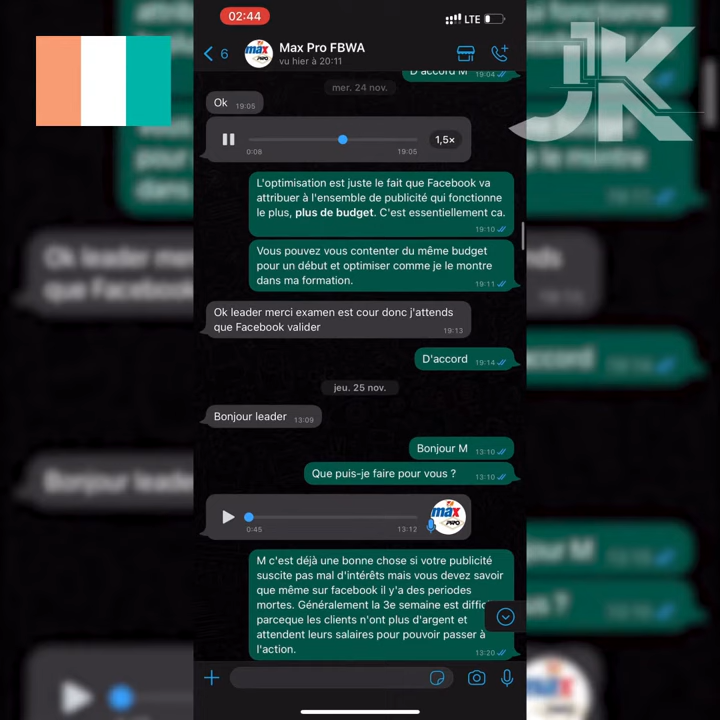 02:44
LTE
6
Max Pro FBWA
vu hier à 20:11
D'accord M 19:04
mer. 24 nov.
Ok 19:05
1,5×
0:08 19:05
L'optimisation est juste le fait que Facebook va
attribuer à l'ensemble de publicité qui fonctionne
le plus, plus de budget. C'est essentiellement ca.
19:10
Vous pouvez vous contenter du même budget
pour un début et optimiser comme je le montre
dans ma formation.
19:11
Ok leader merci examen est cour donc j'attends
que Facebook valider
19:13
D'accord 19:14
jeu. 25 nov.
Bonjour leader 13:09
Bonjour M 13:10
Que puis-je faire pour vous ? 13:10
0:45 13:12
max
PRO
M c'est déjà une bonne chose si votre publicité
suscite pas mal d'intérêts mais vous devez savoir
que même sur facebook il y'a des periodes
mortes. Généralement la 3e semaine est diffic
parceque les clients n'ont plus d'argent et
attendent leurs salaires pour pouvoir passer à
l'action.
13:20
JK